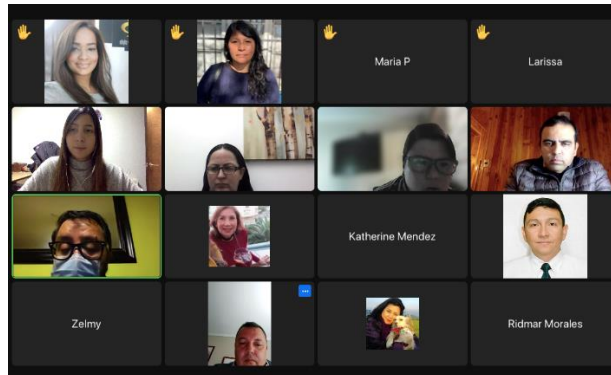 Maria P
Larissa
Katherine Mendez
Zelmy
Ridmar Morales